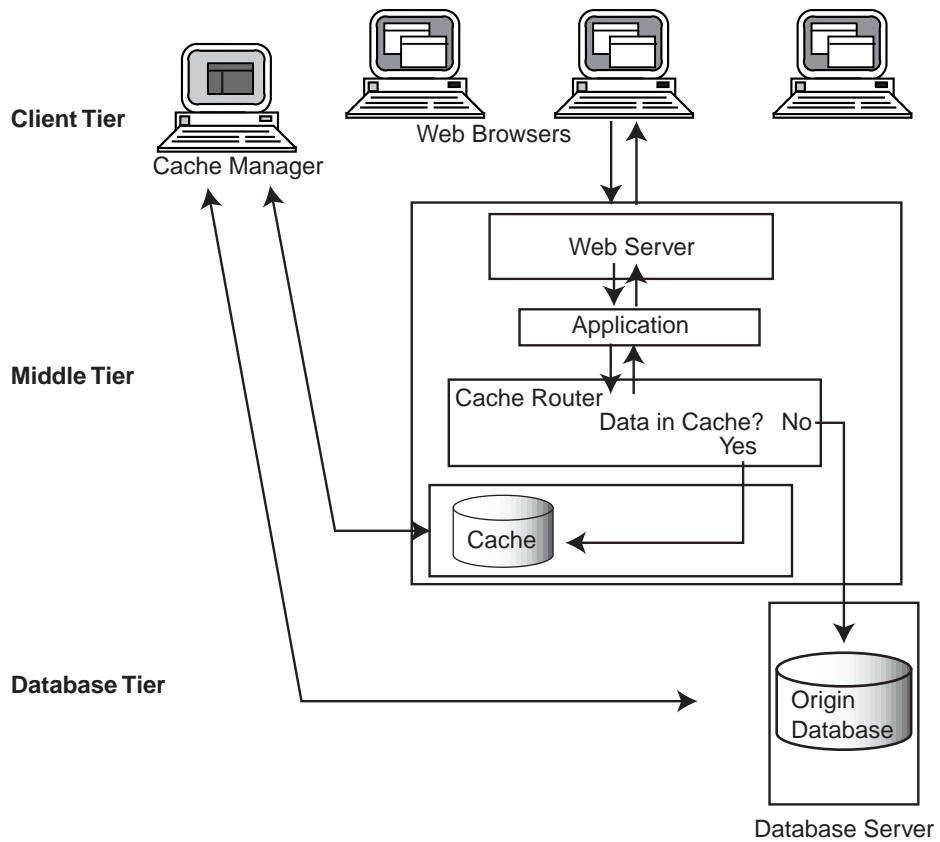 Client Tier
Cache Manager
Web Browsers
Web Server
Application
Middle Tier
Cache Router
Data in Cache? No
Yes
Cache
Database Tier
Origin
Database
Database Server